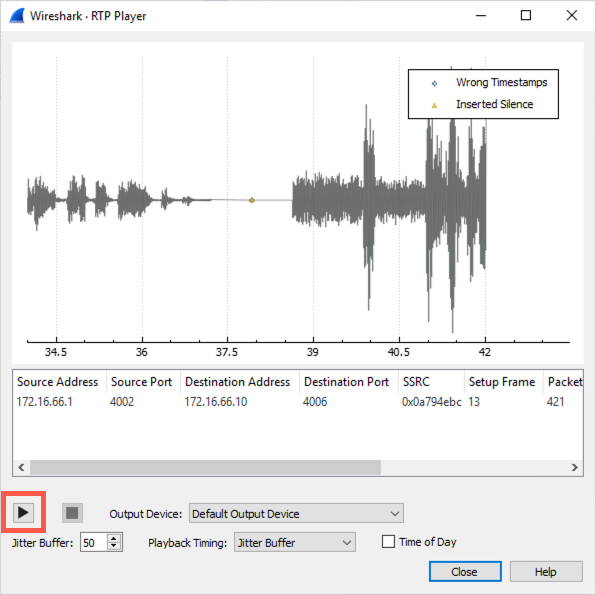 Wireshark · RTP Player
Wrong Timestamps
Inserted Silence
34.5 36 37.5 39 40.5 42
Source Address Source Port Destination Address Destination Port SSRC Setup Frame Packet
172.16.66.1 4002 172.16.66.10 4006 0x0a794ebc 13 421
Output Device: Default Output Device
Jitter Buffer: 50 Playback Timing: Jitter Buffer Time of Day
Close Help